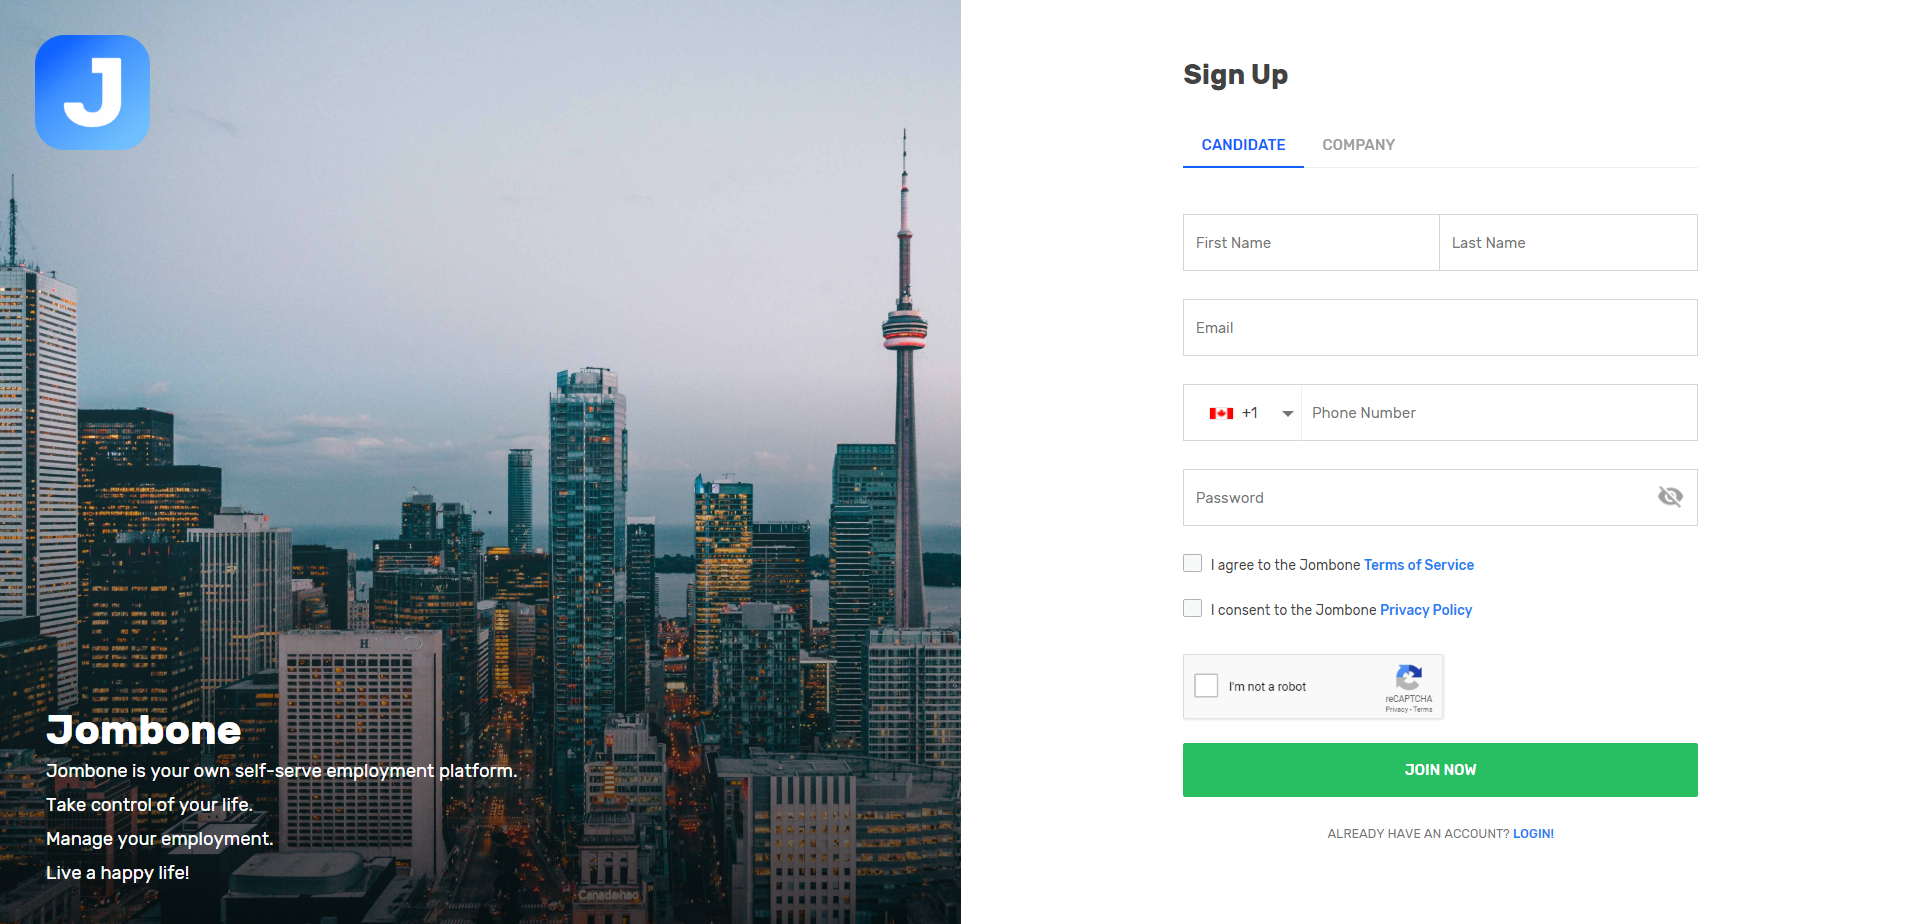 J
Jombone
Jombone is your own self-serve employment platform.
Take control of your life.
Manage your employment.
Live a happy life!
H
Sign Up
CANDIDATE COMPANY
First Name Last Name
Email
+1 Phone Number
Password
I agree to the Jombone Terms of Service
I consent to the Jombone Privacy Policy
I'm not a robot
reCAPTCHA
Privacy - Terms
JOIN NOW
ALREADY HAVE AN ACCOUNT? LOGIN!